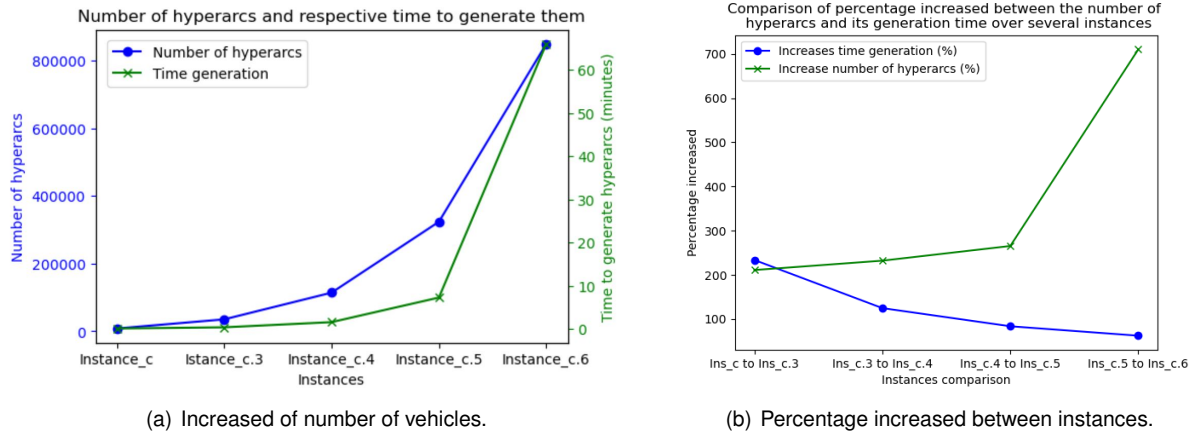 Number of hyperarcs and respective time to generate them
Number of hyperarcs
Time generation
800000
600000
400000
200000
0
Number of hyperarcs
60
50
40
30
20
10
0
Time to generate hyperarcs (minutes)
Instance_c
Istance_c.3
Instance_c.4
Instance_c.5
Instance_c.6
Instances
(a) Increased of number of vehicles.
Comparison of percentage increased between the number of
hyperarcs and its generation time over several instances
Increases time generation (%)
Increase number of hyperarcs (%)
700
600
500
400
300
200
100
Percentage increased
Ins_c to Ins_c.3
Ins_c.3 to Ins_c.4
Ins_c.4 to Ins_c.5
Ins_c.5 to Ins_c.6
Instances comparison
(b) Percentage increased between instances.